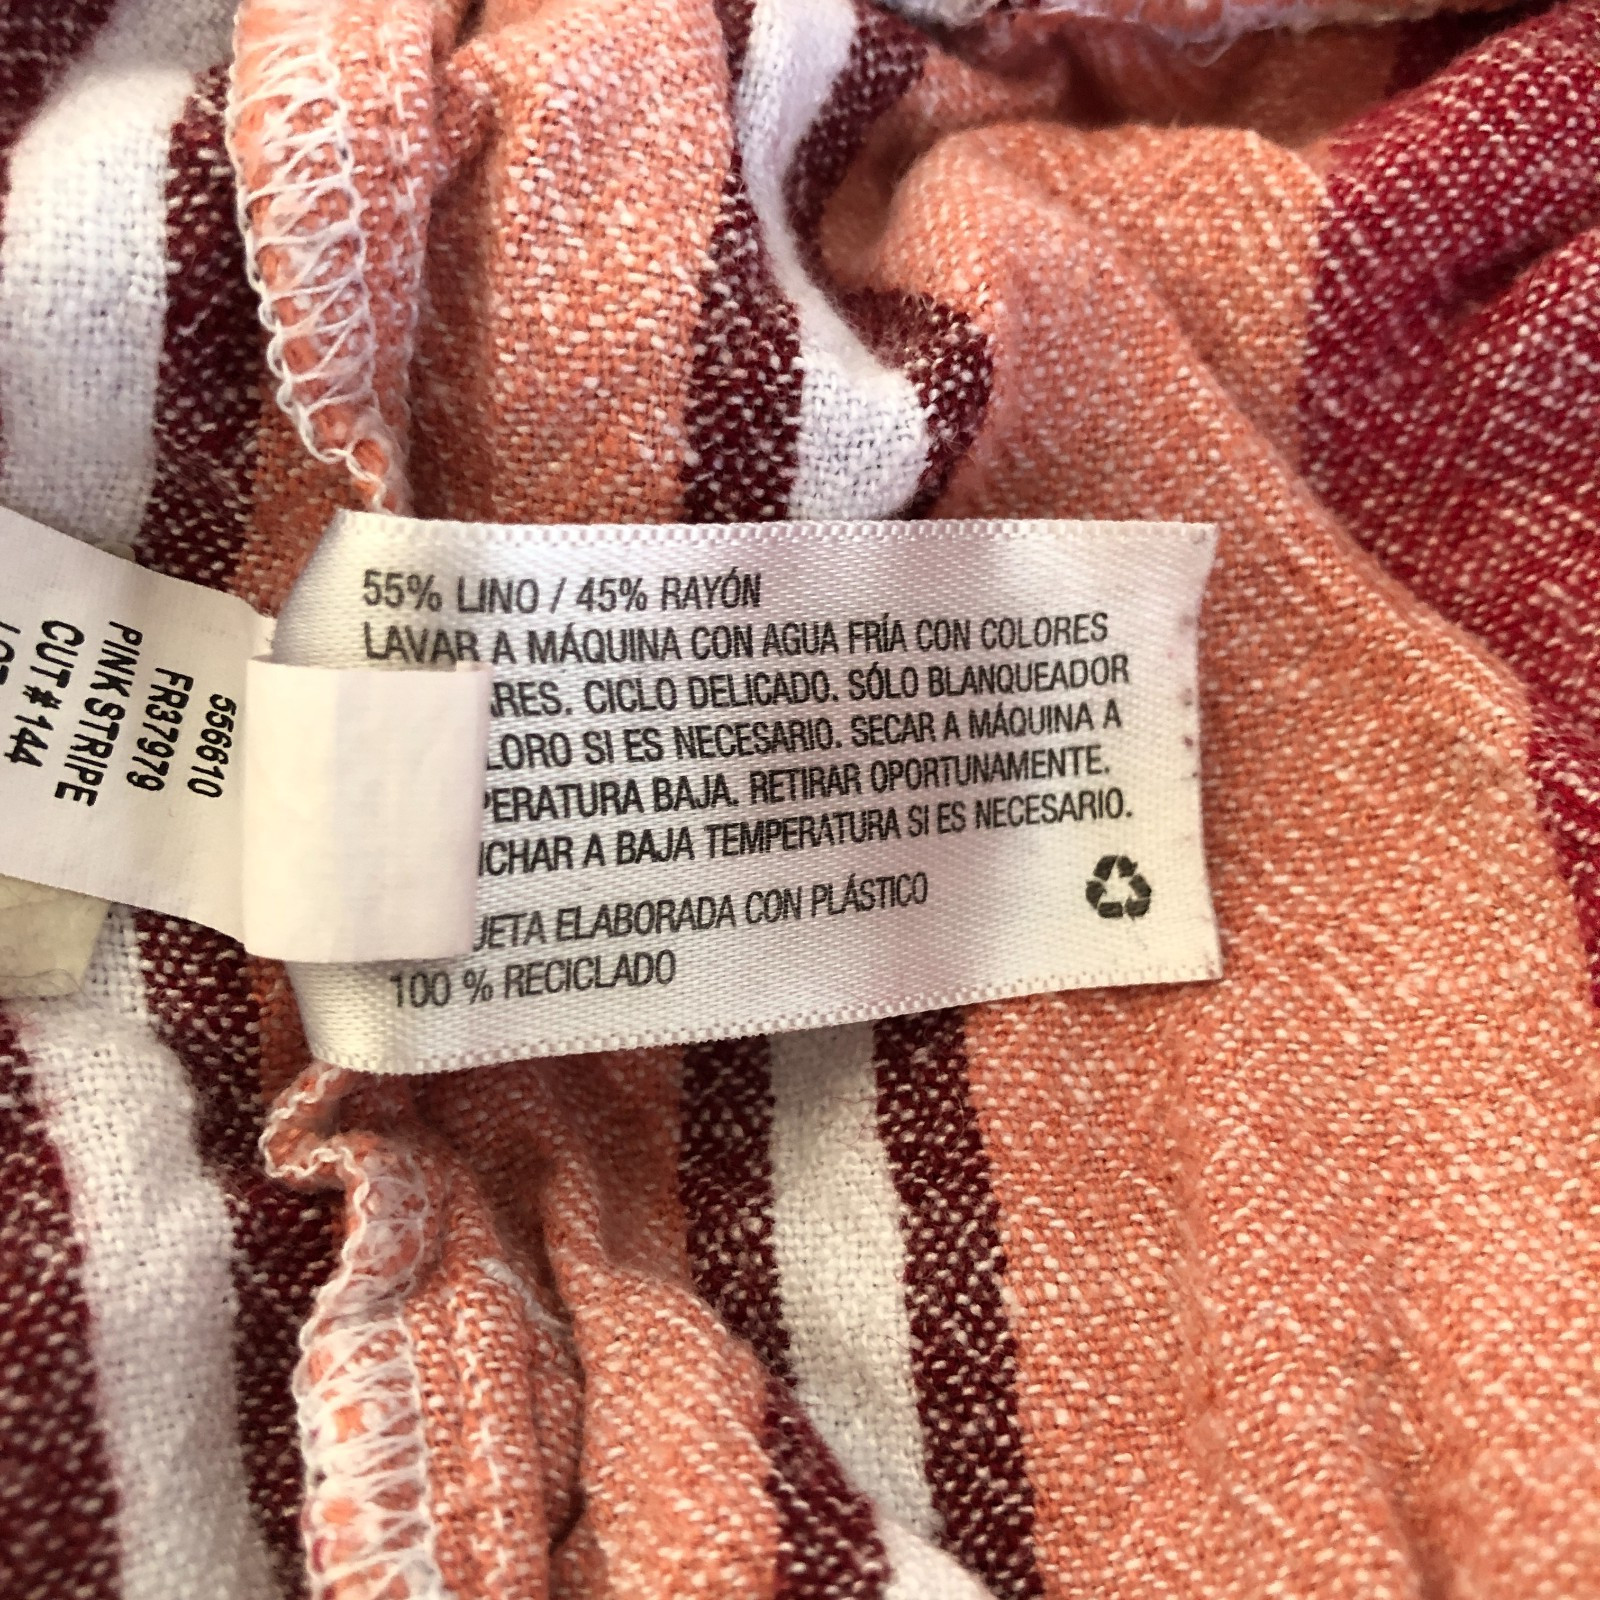 55% LINO / 45% RAYÓN
LAVAR A MÁQUINA CON AGUA FRÍA CON COLORES
ARES. CICLO DELICADO. SÓLO BLANQUEADOR
LORO SI ES NECESARIO. SECAR A MÁQUINA A
PERATURA BAJA. RETIRAR OPORTUNAMENTE.
CHAR A BAJA TEMPERATURA SI ES NECESARIO.
UETA ELABORADA CON PLÁSTICO
100 % RECICLADO
556610
FR37979
PINK STRIPE
CUT # 144